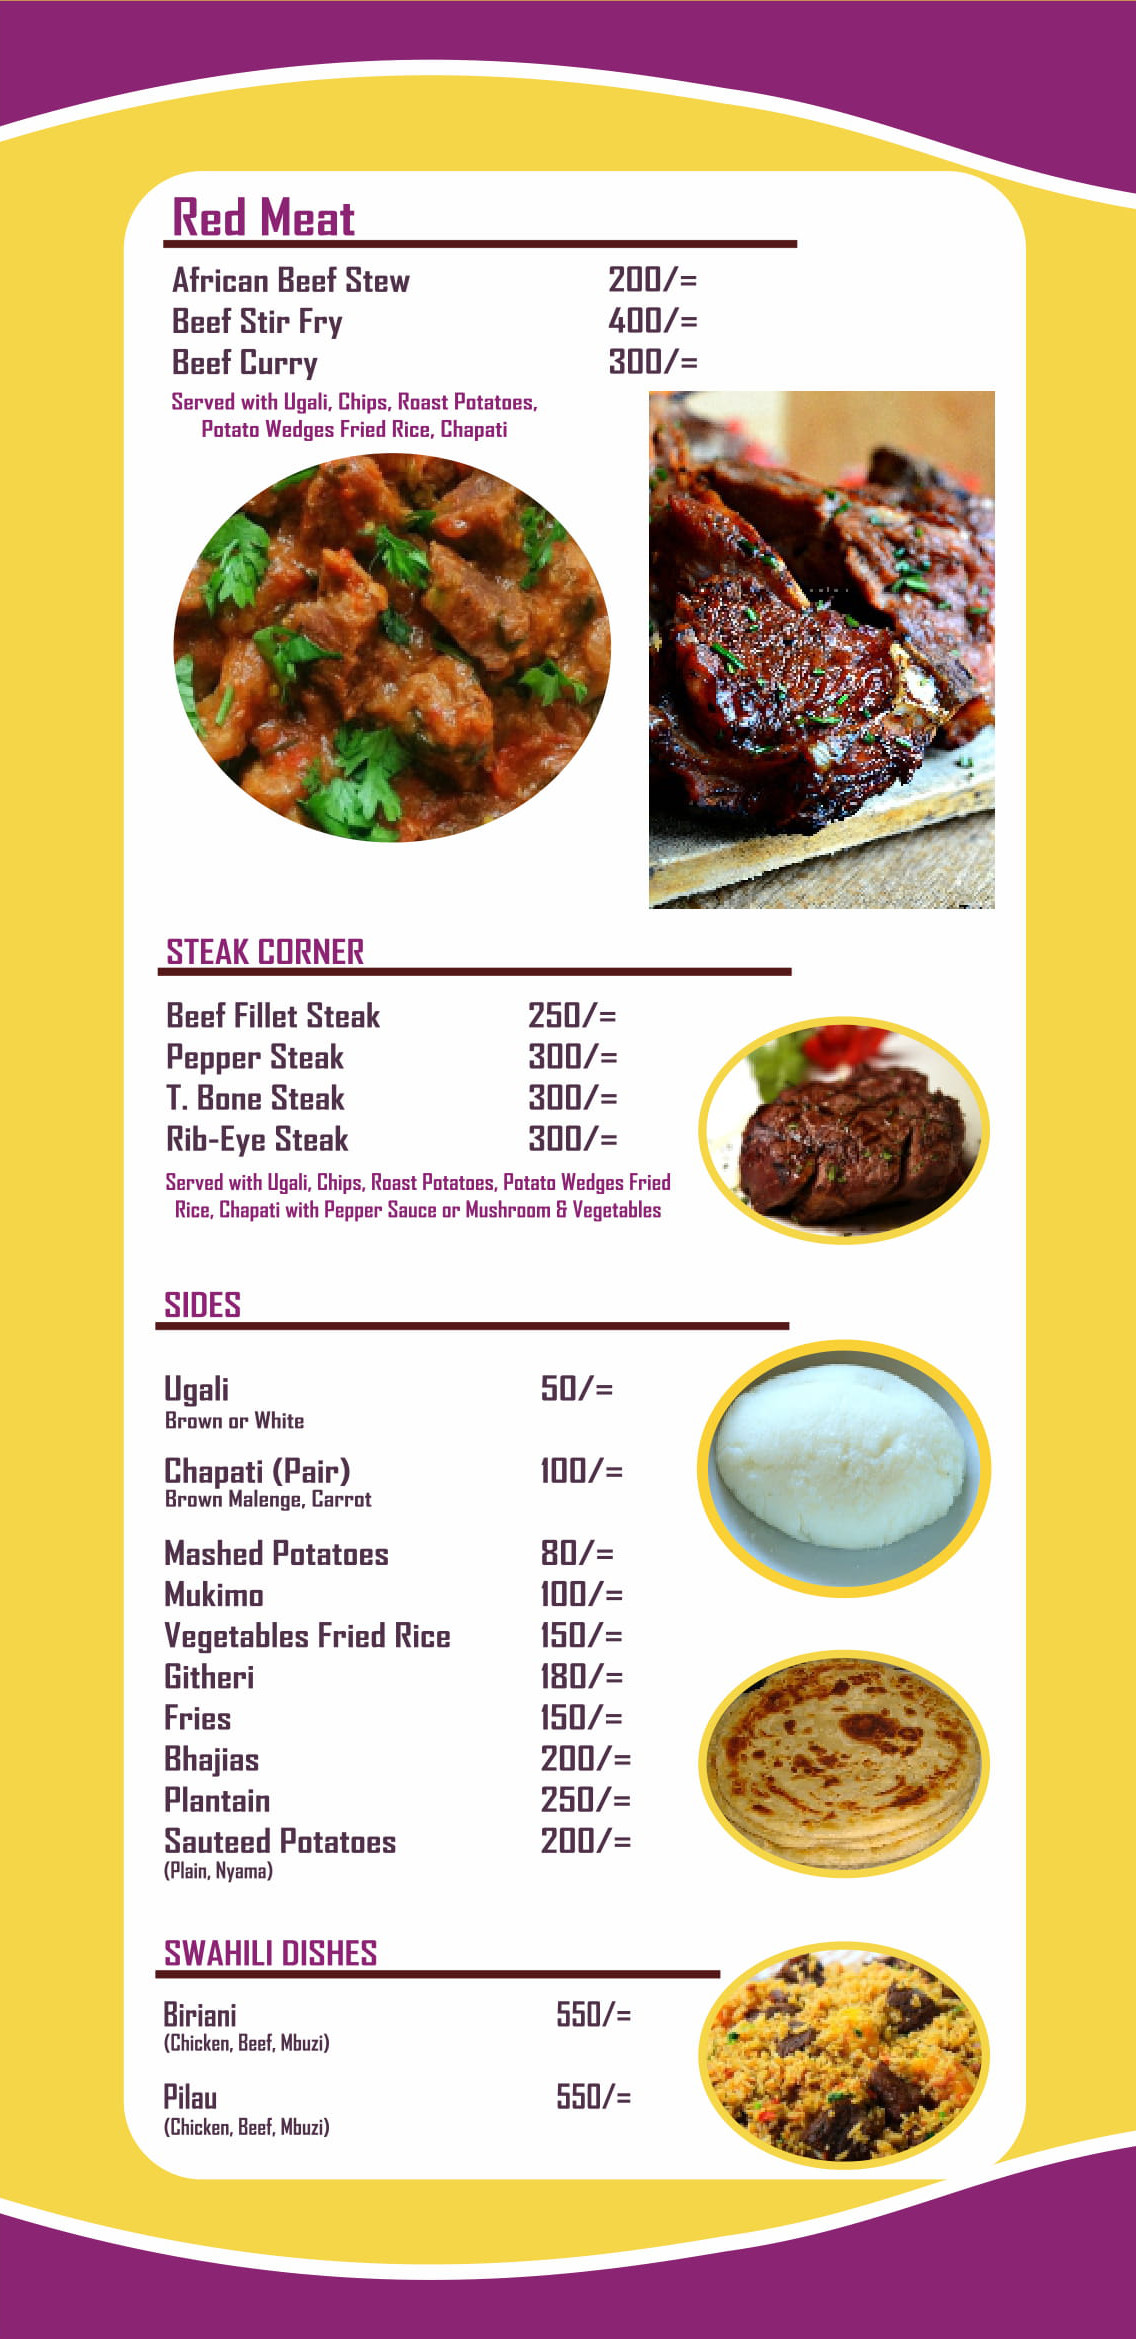 Red Meat
African Beef Stew 200/=
Beef Stir Fry 400/=
Beef Curry 300/=
Served with Ugali, Chips, Roast Potatoes,
Potato Wedges Fried Rice, Chapati
STEAK CORNER
Beef Fillet Steak 250/=
Pepper Steak 300/=
T. Bone Steak 300/=
Rib-Eye Steak 300/=
Served with Ugali, Chips, Roast Potatoes, Potato Wedges Fried
Rice, Chapati with Pepper Sauce or Mushroom & Vegetables
SIDES
Ugali 50/=
Brown or White
Chapati (Pair) 100/=
Brown Malenge, Carrot
Mashed Potatoes 80/=
Mukimo 100/=
Vegetables Fried Rice 150/=
Githeri 180/=
Fries 150/=
Bhajias 200/=
Plantain 250/=
Sauteed Potatoes 200/=
(Plain, Nyama)
SWAHILI DISHES
Biriani 550/=
(Chicken, Beef, Mbuzi)
Pilau 550/=
(Chicken, Beef, Mbuzi)